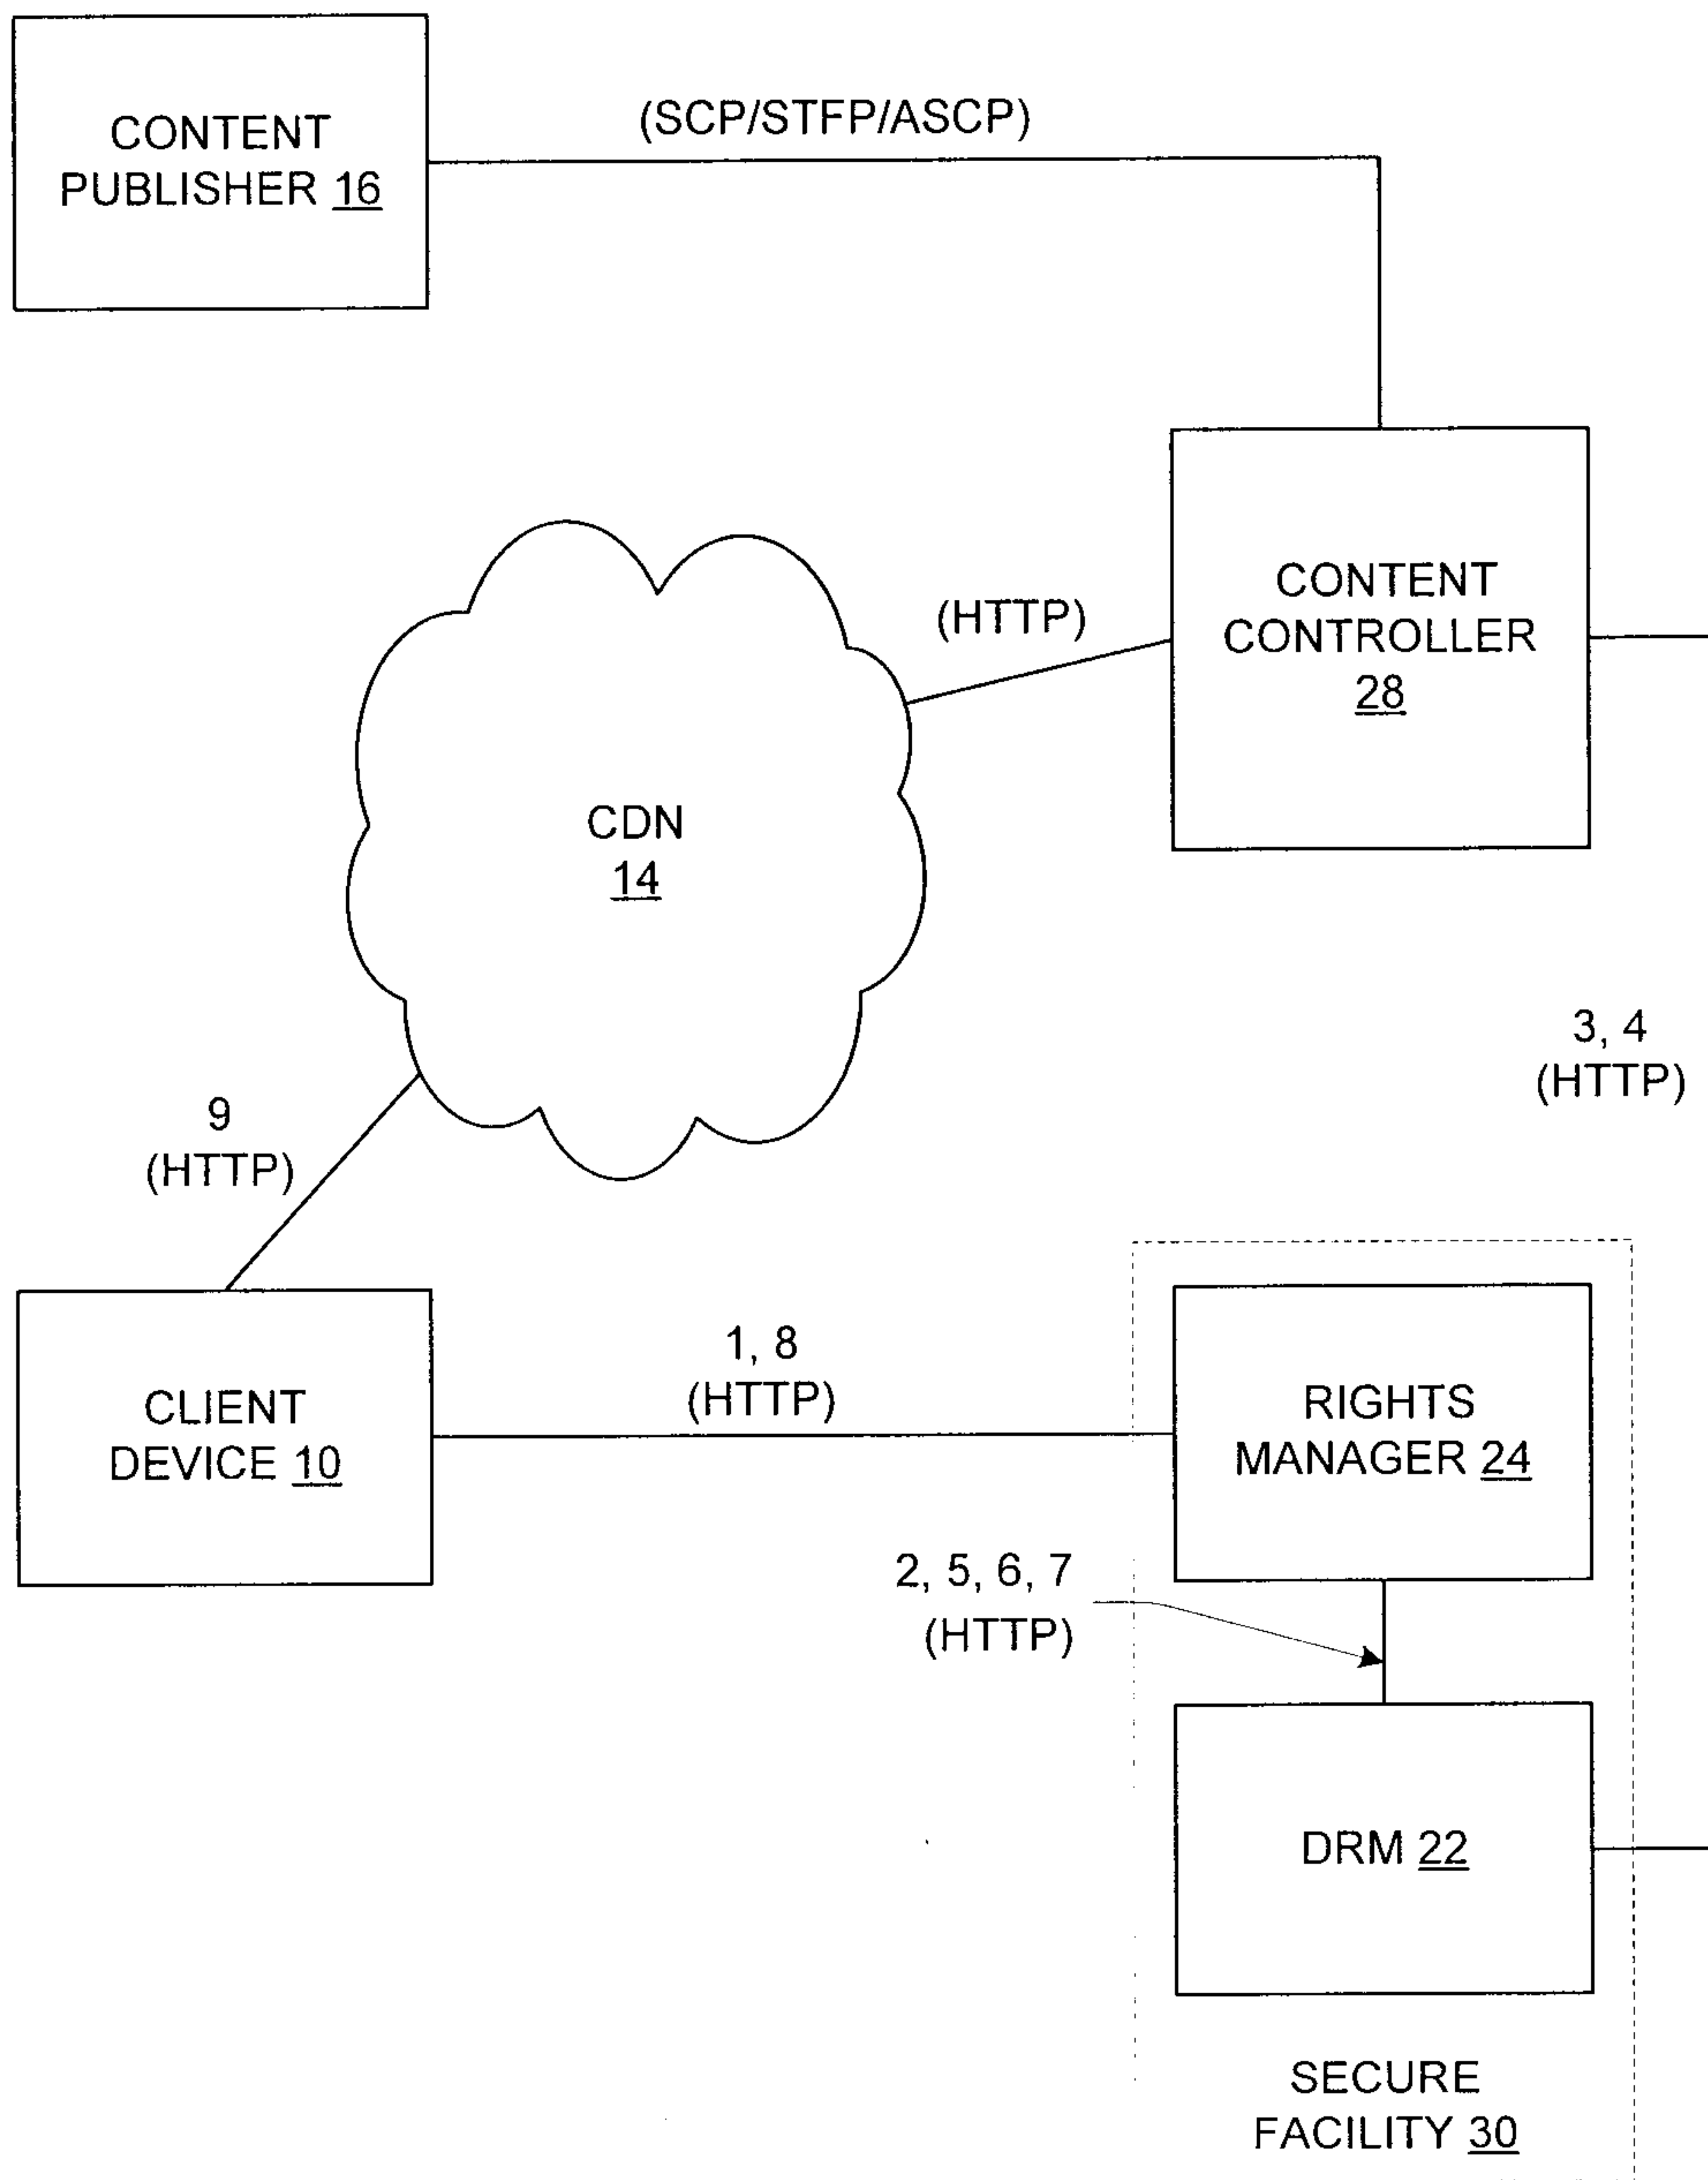 CONTENT
PUBLISHER 16
(SCP/STFP/ASCP)
CONTENT
CONTROLLER
28
(HTTP)
CDN
14
3, 4
(HTTP)
9
(HTTP)
CLIENT
DEVICE 10
1, 8
(HTTP)
RIGHTS
MANAGER 24
2, 5, 6, 7
(HTTP)
DRM 22
SECURE
FACILITY 30